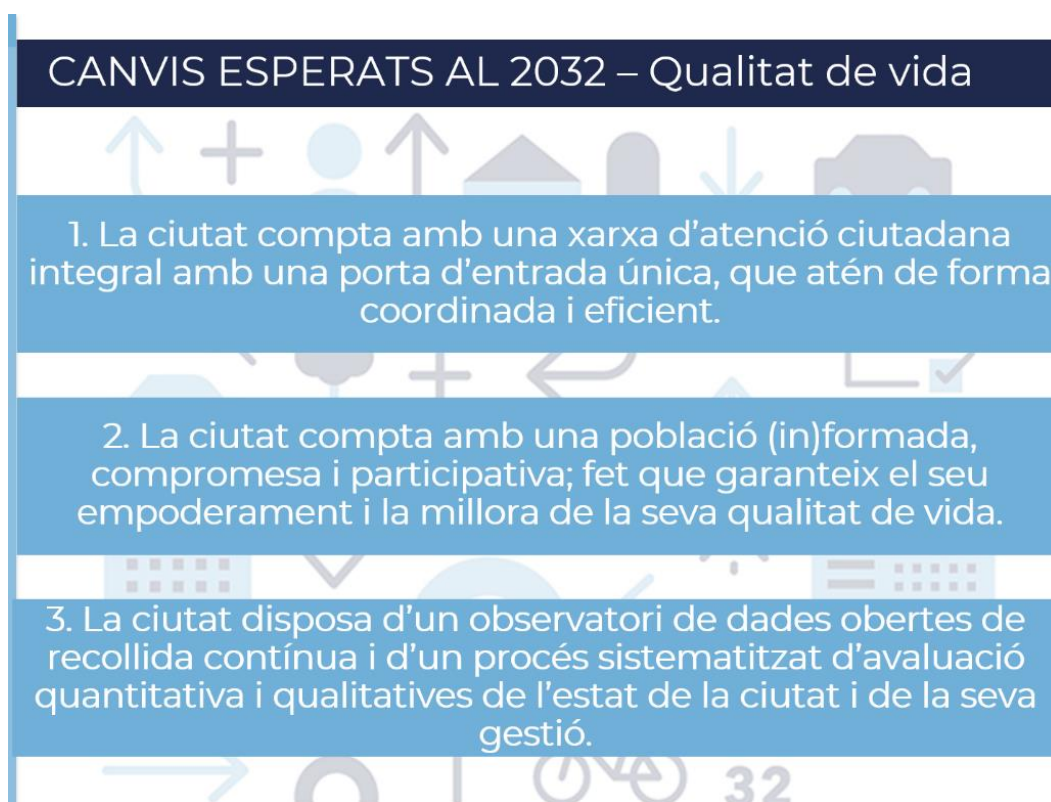 CANVIS ESPERATS AL 2032 – Qualitat de vida
1. La ciutat compta amb una xarxa d’atenció ciutadana
integral amb una porta d’entrada única, que atén de forma
coordinada i eficient.
2. La ciutat compta amb una població (in)formada,
compromesa i participativa; fet que garanteix el seu
empoderament i la millora de la seva qualitat de vida.
3. La ciutat disposa d’un observatori de dades obertes de
recollida contínua i d’un procés sistematitzat d’avaluació
quantitativa i qualitatives de l’estat de la ciutat i de la seva
gestió.
32